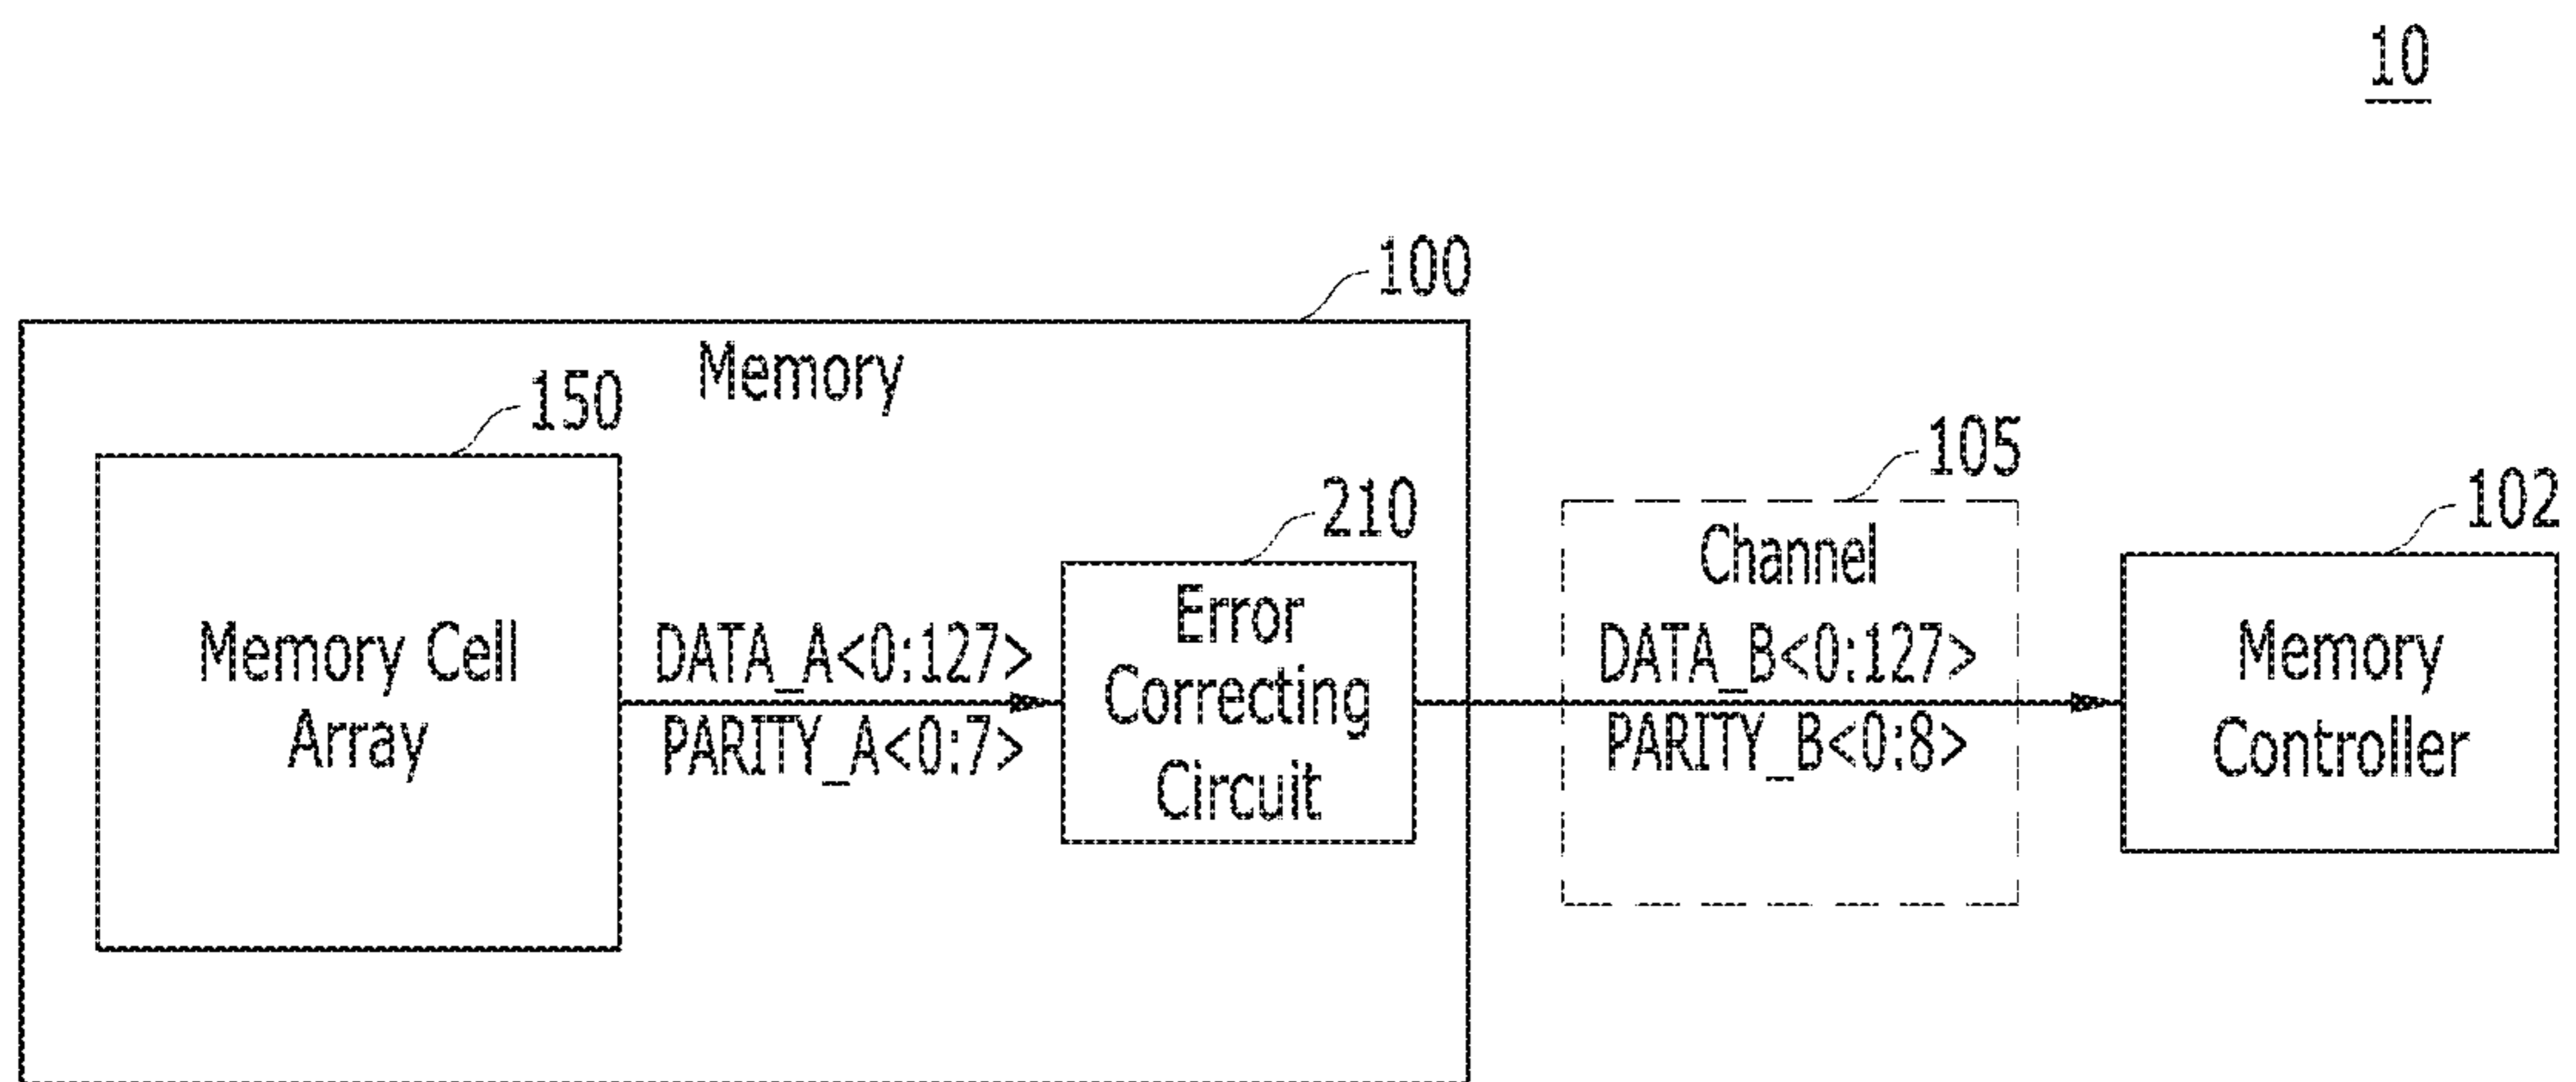 10
100
Memory
150
105
210
102
Channel
Error
Correcting
Circuit
Memory Cell
Array
DATA_A<0:127>
PARITY_A<0:7>
DATA_B<0:127>
PARITY_B<0:8>
Memory
Controller